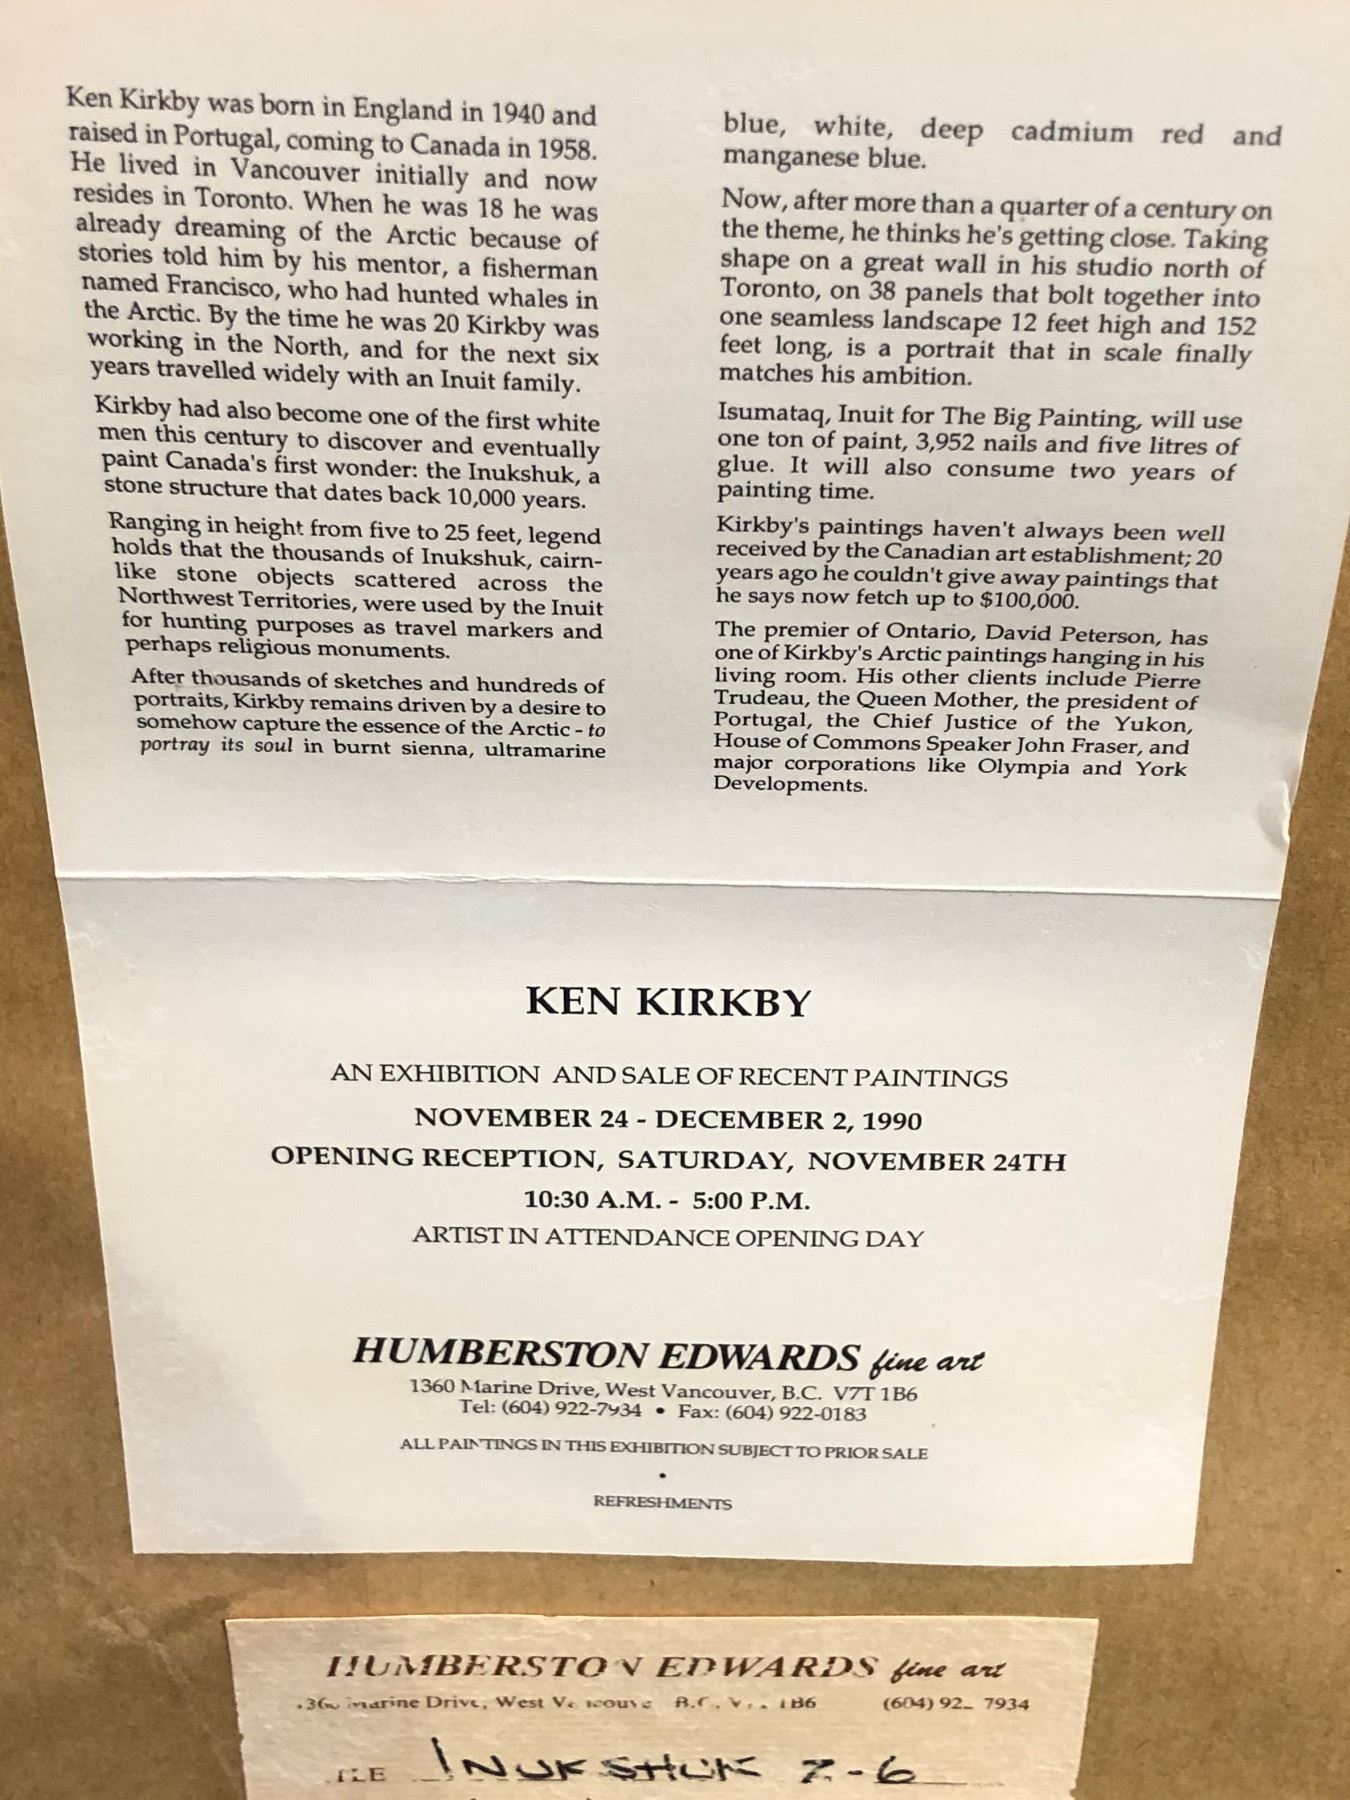 Ken Kirkby was born in England in 1940 and
raised in Portugal, coming to Canada in 1958.
He lived in Vancouver initially and now
resides in Toronto. When he was 18 he was
already dreaming of the Arctic because of
stories told him by his mentor, a fisherman
named Francisco, who had hunted whales in
the Arctic. By the time he was 20 Kirkby was
working in the North, and for the next six
years travelled widely with an Inuit family.
Kirkby had also become one of the first white
men this century to discover and eventually
paint Canada's first wonder: the Inukshuk, a
stone structure that dates back 10,000 years.
Ranging in height from five to 25 feet, legend
holds that the thousands of Inukshuk, cairn-
like stone objects scattered across the
Northwest Territories, were used by the Inuit
for hunting purposes as travel markers and
perhaps religious monuments.
After thousands of sketches and hundreds of
portraits, Kirkby remains driven by a desire to
somehow capture the essence of the Arctic - to
portray its soul in burnt sienna, ultramarine
blue, white, deep cadmium red and
manganese blue.
Now, after more than a quarter of a century on
the theme, he thinks he's getting close. Taking
shape on a great wall in his studio north of
Toronto, on 38 panels that bolt together into
one seamless landscape 12 feet high and 152
feet long, is a portrait that in scale finally
matches his ambition.
Isumataq, Inuit for The Big Painting, will use
one ton of paint, 3,952 nails and five litres of
glue. It will also consume two years of
painting time.
Kirkby's paintings haven't always been well
received by the Canadian art establishment; 20
years ago he couldn't give away paintings that
he says now fetch up to $100,000.
The premier of Ontario, David Peterson, has
one of Kirkby's Arctic paintings hanging in his
living room. His other clients include Pierre
Trudeau, the Queen Mother, the president of
Portugal, the Chief Justice of the Yukon,
House of Commons Speaker John Fraser, and
major corporations like Olympia and York
Developments.
KEN KIRKBY
AN EXHIBITION AND SALE OF RECENT PAINTINGS
NOVEMBER 24 - DECEMBER 2, 1990
OPENING RECEPTION, SATURDAY, NOVEMBER 24TH
10:30 A.M. - 5:00 P.M.
ARTIST IN ATTENDANCE OPENING DAY
HUMBERSTON EDWARDS fine art
1360 Marine Drive, West Vancouver, B.C. V7T 1B6
Tel: (604) 922-7934 • Fax: (604) 922-0183
ALL PAINTINGS IN THIS EXHIBITION SUBJECT TO PRIOR SALE
•
REFRESHMENTS
HUMBERSTON EDWARDS fine art
Marine Drive, West 1B6 (604) 7934
INUKSHUK 7-6